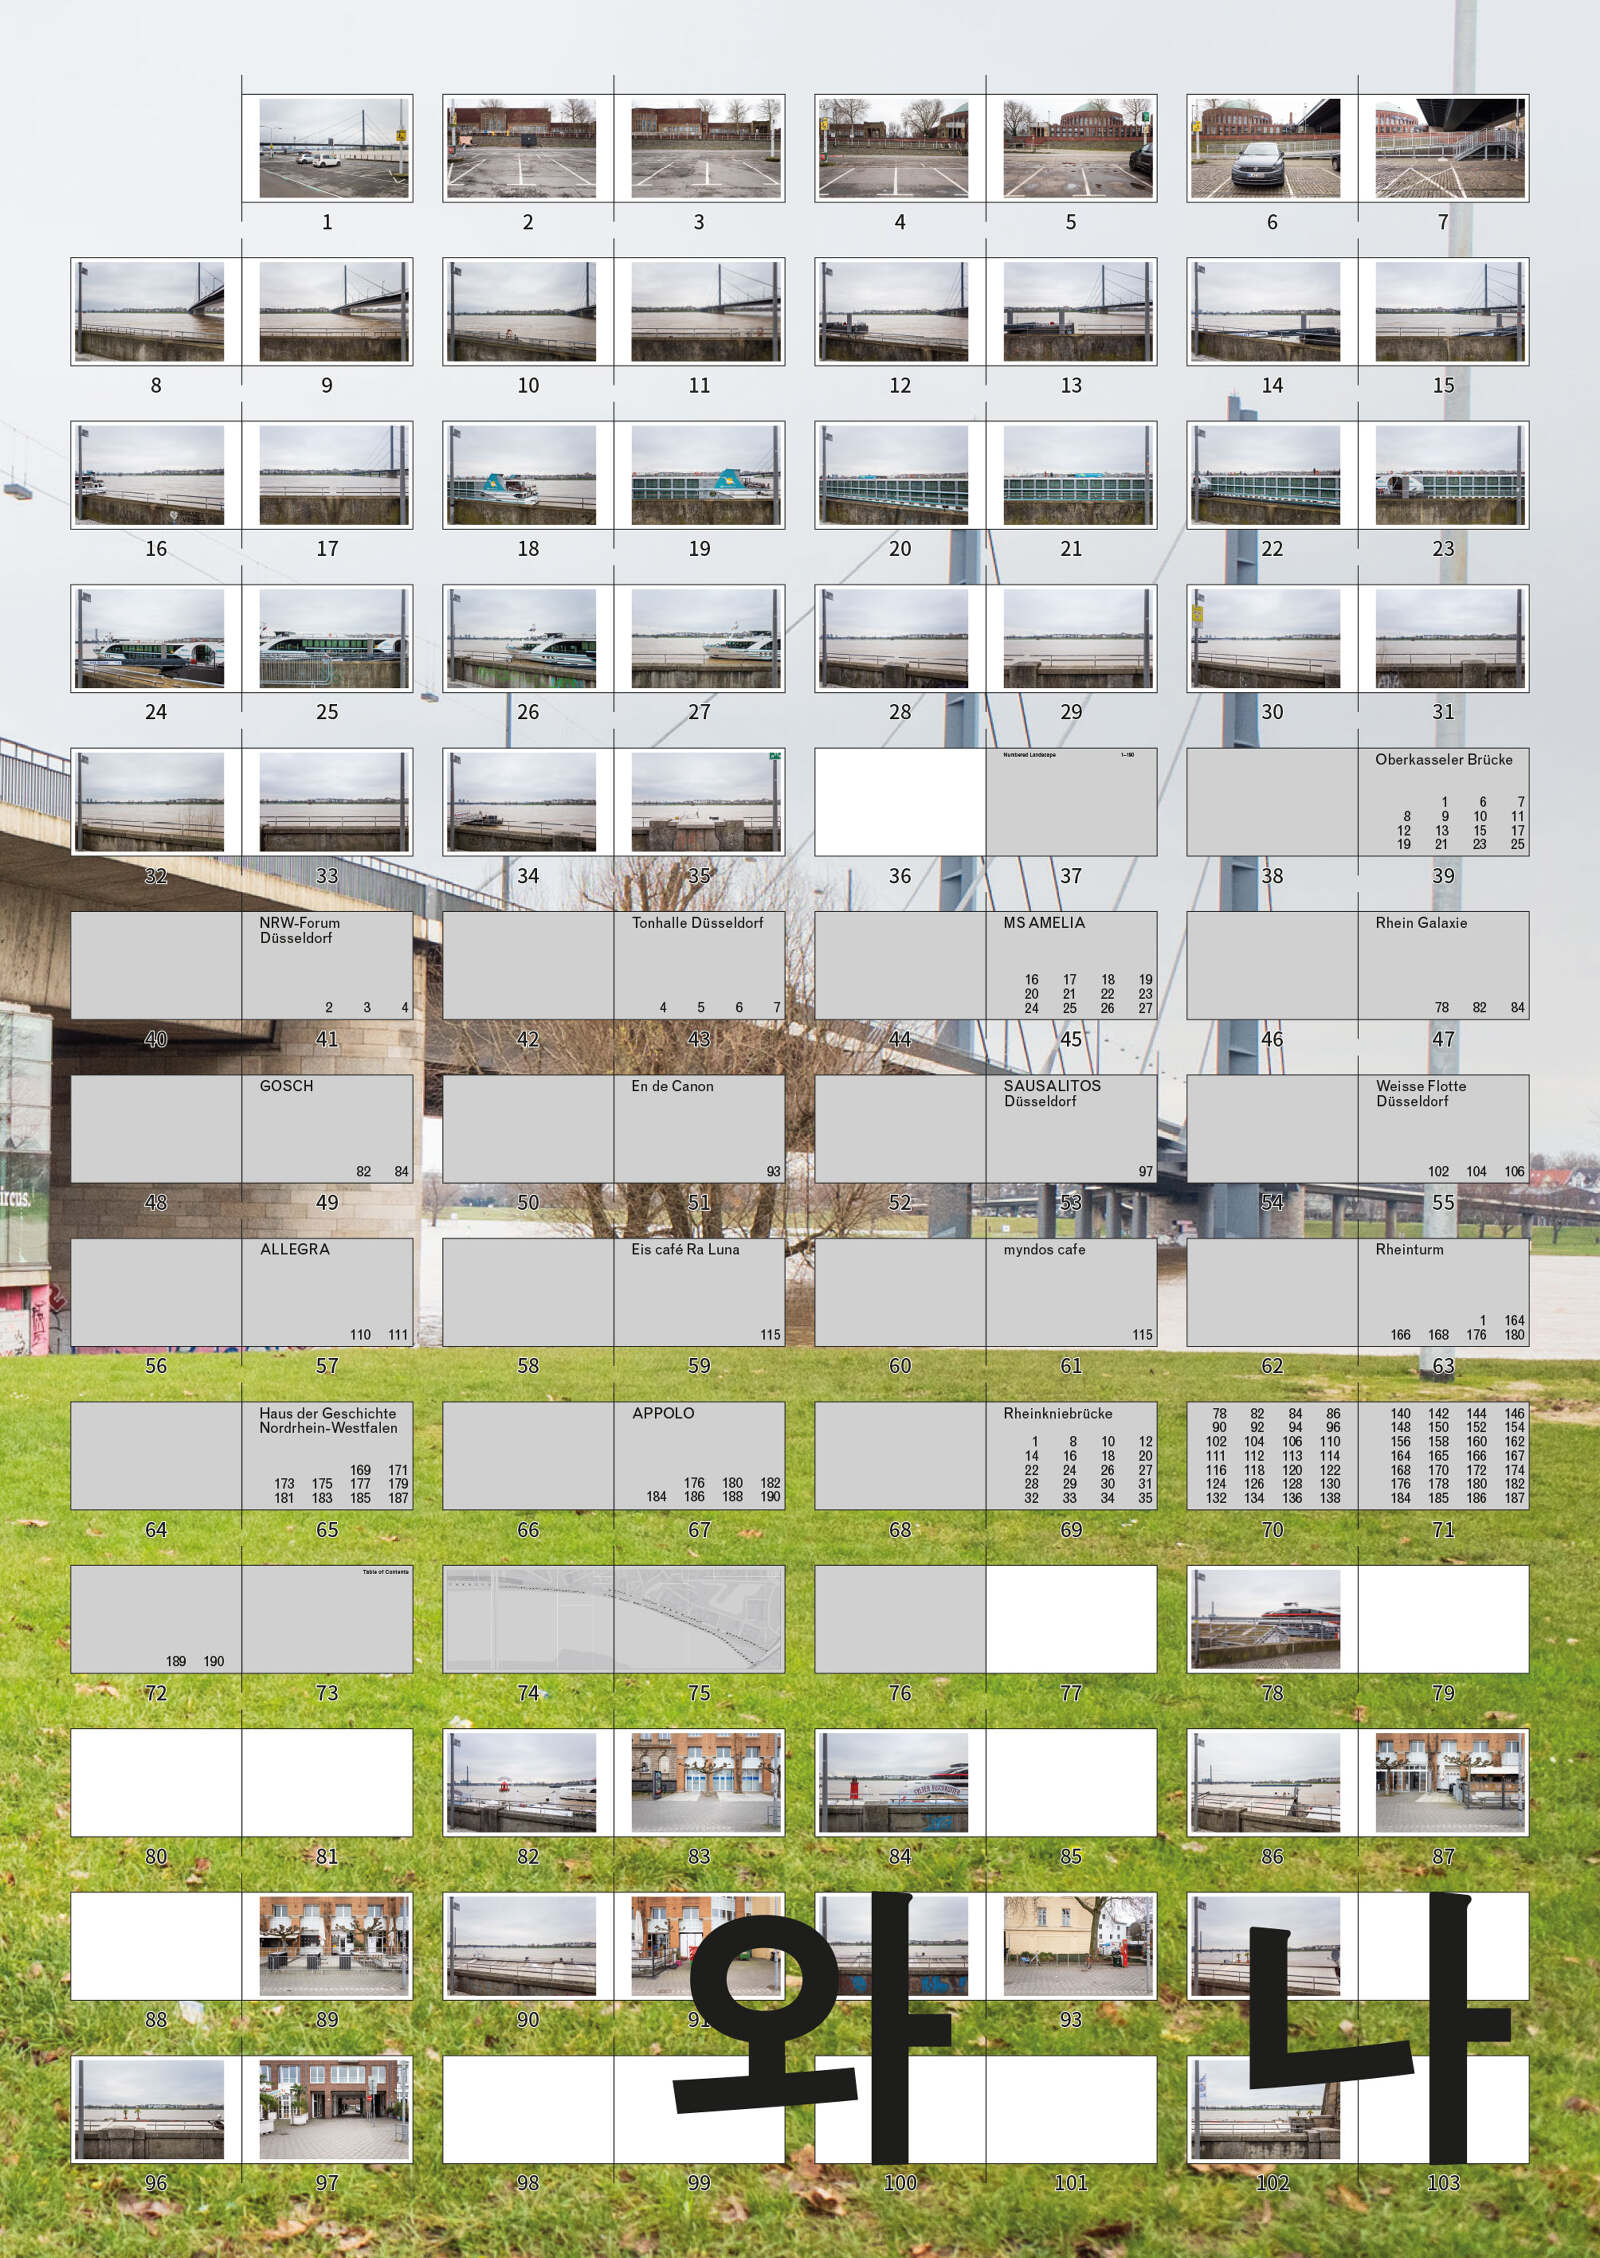 1 2 3 4 5 6 7
8 9 10 11 12 13 14 15
16 17 18 19 20 21 22 23
24 25 26 27 28 29 30 31
Numbered Landscape 1–190
Oberkasseler Brücke
1 6 7
8 9 10 11
12 13 15 17
19 21 23 25
32 33 34 35 36 37 38 39
NRW-Forum
Düsseldorf
2 3 4
Tonhalle Düsseldorf
4 5 6 7
MS AMELIA
16 17 18 19
20 21 22 23
24 25 26 27
Rhein Galaxie
78 82 84
40 41 42 43 44 45 46 47
GOSCH
82 84
En de Canon
93
SAUSALITOS
Düsseldorf
97
Weisse Flotte
Düsseldorf
102 104 106
ircus.
48 49 50 51 52 53 54 55
ALLEGRA
110 111
Eis café Ra Luna
115
myndos cafe
115
Rheinturm
1 164
166 168 176 180
56 57 58 59 60 61 62 63
Haus der Geschichte
Nordrhein-Westfalen
169 171
173 175 177 179
181 183 185 187
APPOLO
176 180 182
184 186 188 190
Rheinkniebrücke
1 8 10 12
14 16 18 20
22 24 26 27
28 29 30 31
32 33 34 35
78 82 84 86
90 92 94 96
102 104 106 110
111 112 113 114
116 118 120 122
124 126 128 130
132 134 136 138
140 142 144 146
148 150 152 154
156 158 160 162
164 165 166 167
168 170 172 174
176 178 180 182
184 185 186 187
64 65 66 67 68 69 70 71
189 190
Table of Contents
72 73 74 75 76 77 78 79
80 81 82 83 84 85 86 87
88 89 90 91 93
와 나
96 97 98 99 100 101 102 103